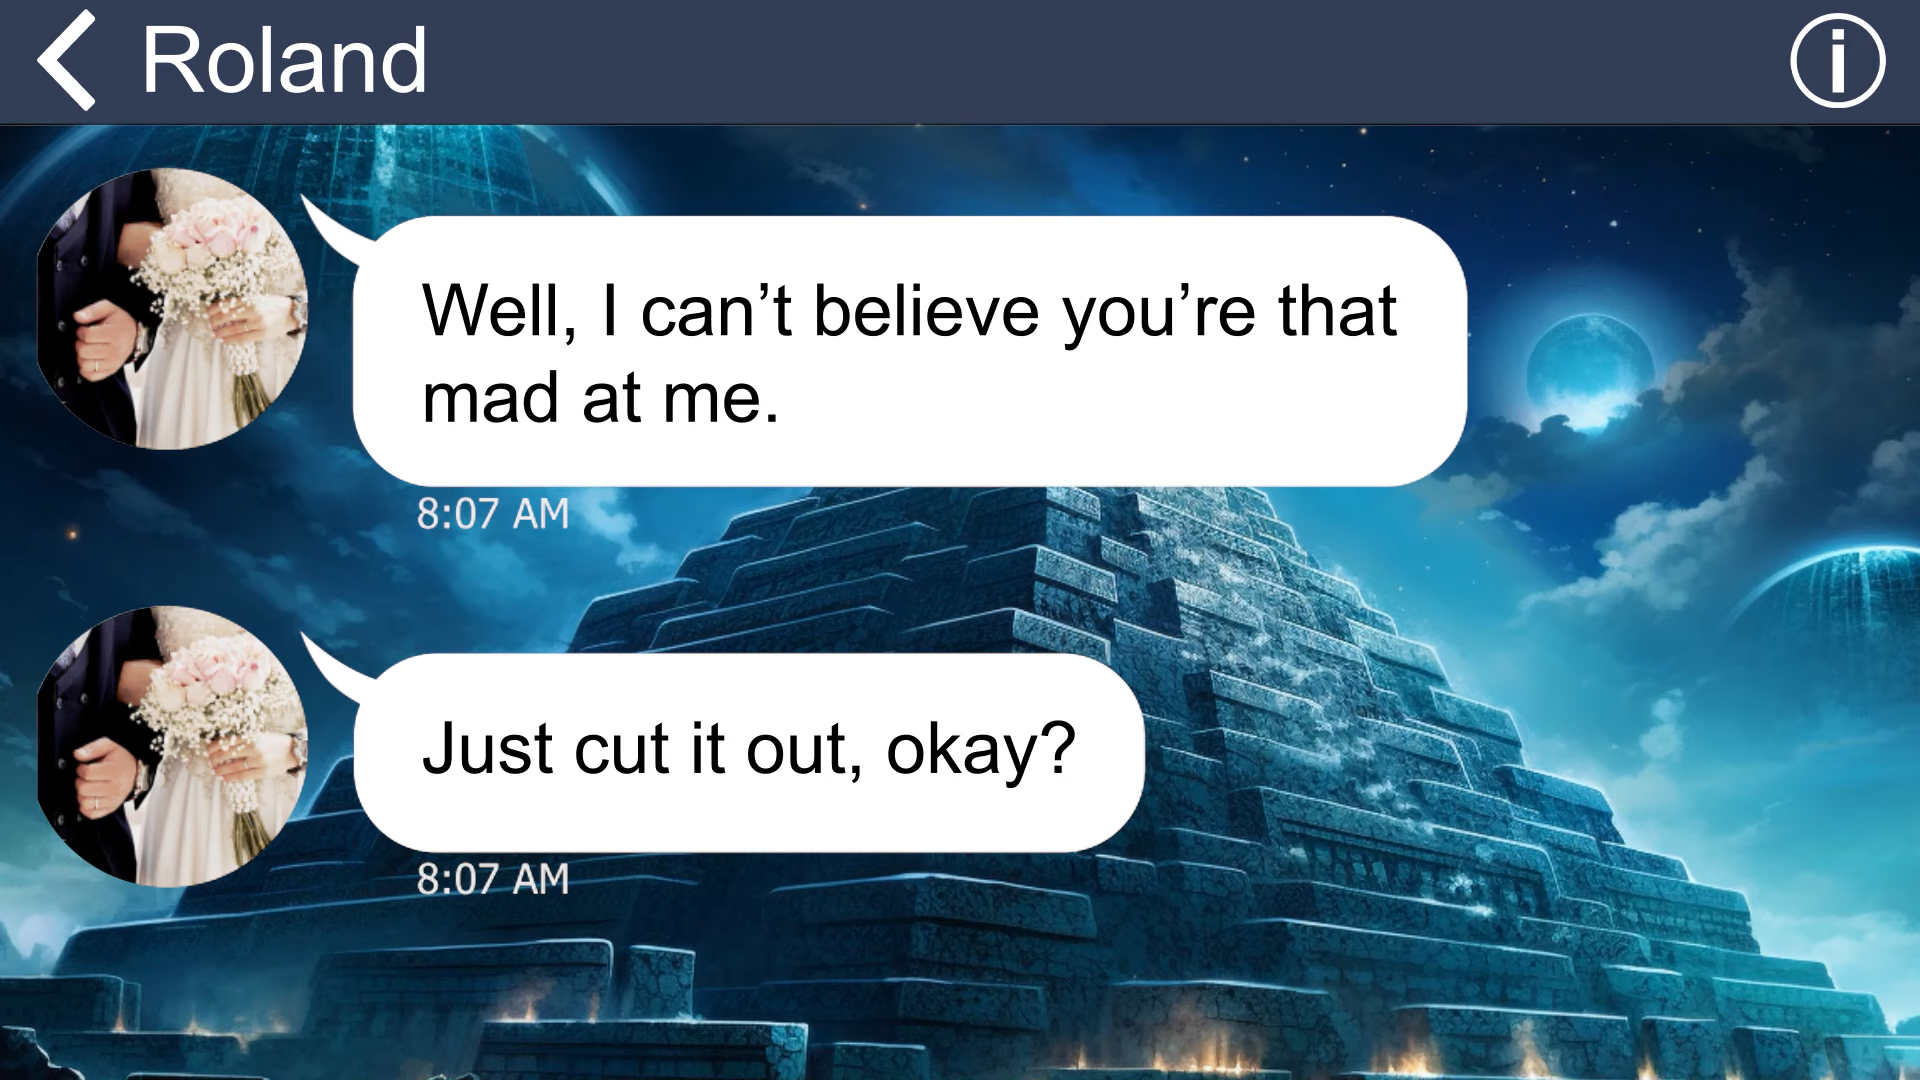 Roland
Well, I can’t believe you’re that
mad at me.
8:07 AM
Just cut it out, okay?
8:07 AM